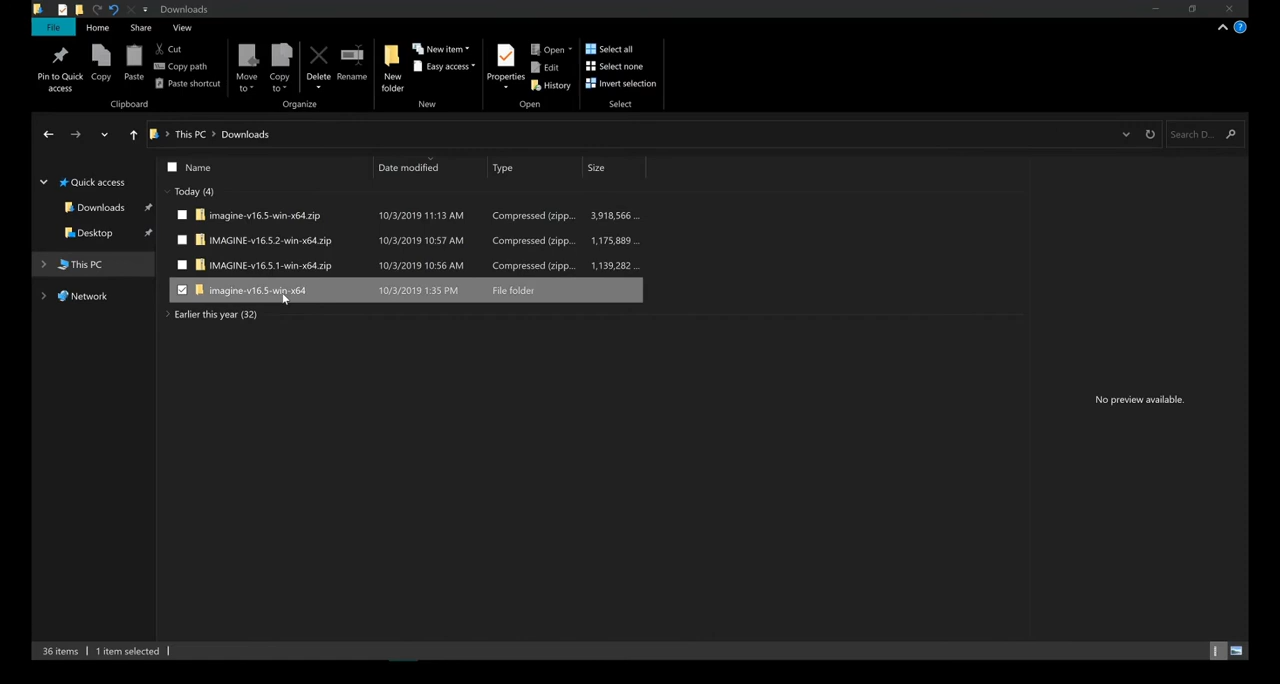 Downloads
File Home Share View
Pin to Quick access
Copy
Paste
Cut
Copy path
Paste shortcut
Clipboard
Move to
Copy to
Delete
Rename
Organize
New folder
New item
Easy access
New
Properties
Open
Edit
History
Open
Select all
Select none
Invert selection
Select
This PC > Downloads
Search D...
Quick access
Downloads
Desktop
This PC
Network
Name Date modified Type Size
Today (4)
imagine-v16.5-win-x64.zip 10/3/2019 11:13 AM Compressed (zipp... 3,918,566 ...
IMAGINE-v16.5.2-win-x64.zip 10/3/2019 10:57 AM Compressed (zipp... 1,175,889 ...
IMAGINE-v16.5.1-win-x64.zip 10/3/2019 10:56 AM Compressed (zipp... 1,139,282 ...
imagine-v16.5-win-x64 10/3/2019 1:35 PM File folder
Earlier this year (32)
No preview available.
36 items 1 item selected